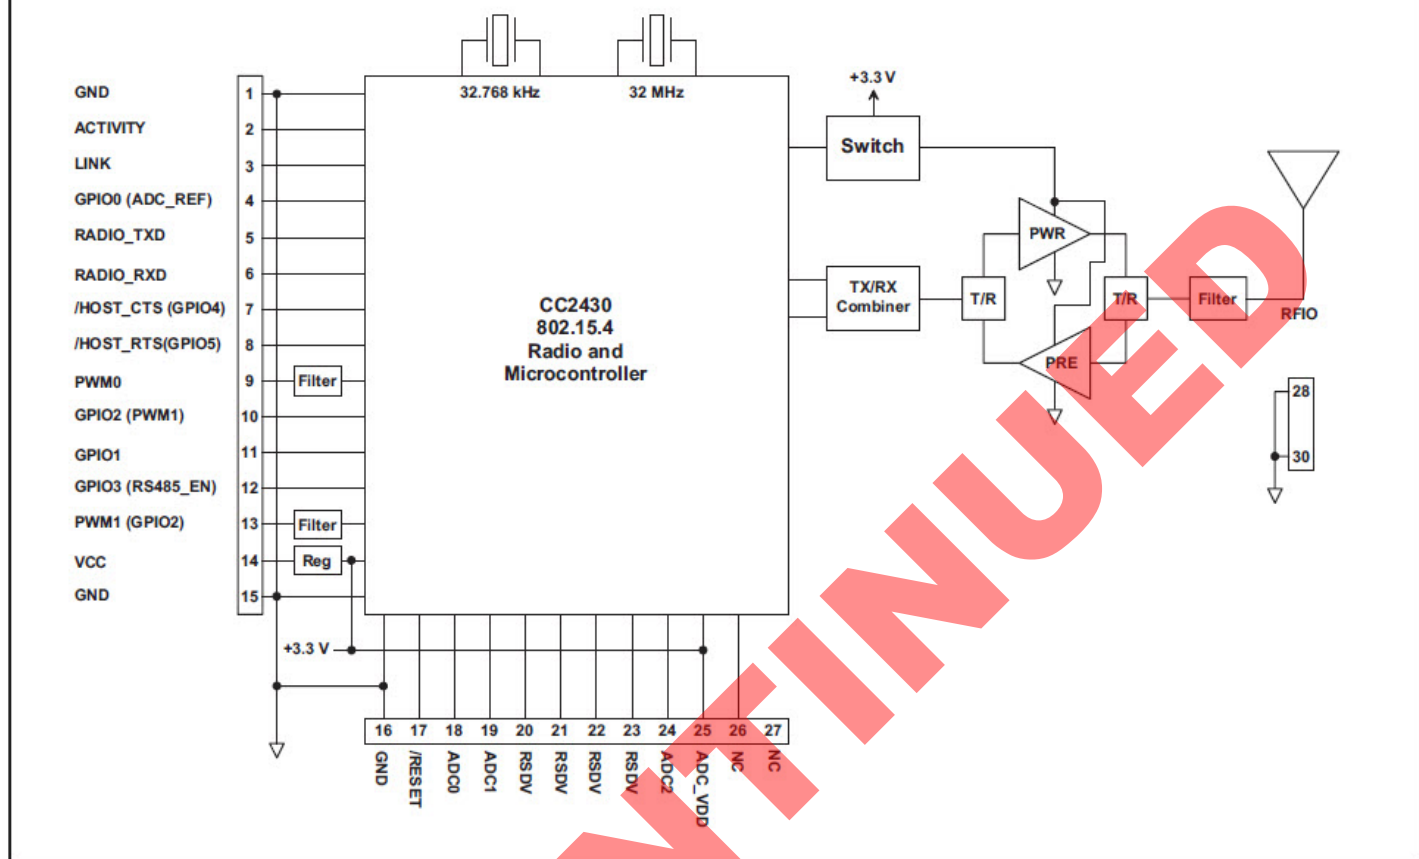 32.768 kHz
32 MHz
+3.3 V
GND 1
ACTIVITY 2
LINK 3
GPIO0 (ADC_REF) 4
RADIO_TXD 5
RADIO_RXD 6
/HOST_CTS (GPIO4) 7
/HOST_RTS(GPIO5) 8
PWM0 9 Filter
GPIO2 (PWM1) 10
GPIO1 11
GPIO3 (RS485_EN) 12
PWM1 (GPIO2) 13 Filter
VCC 14 Reg
GND 15
CC2430
802.15.4
Radio and
Microcontroller
Switch
PWR
TX/RX
Combiner
T/R
T/R
Filter
RFIO
PRE
28
30
+3.3 V
16 17 18 19 20 21 22 23 24 25 26 27
GND
/RESET
ADC0
ADC1
RSDV
RSDV
RSDV
RSDV
ADC2
ADC_VDD
NC
NC
NTINUED